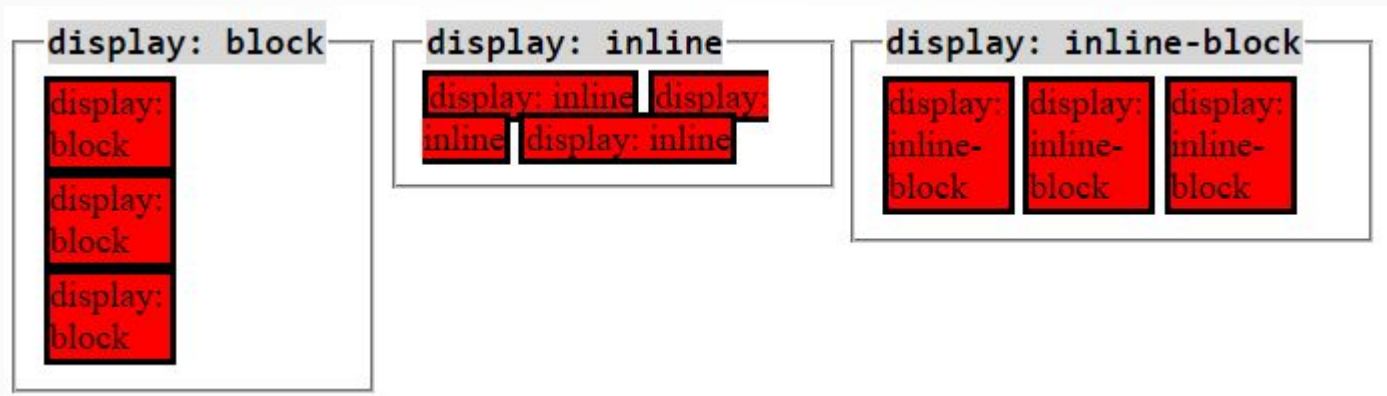 display: block
display:
block
display:
block
display:
block
display: inline
display: inline display:
inline display: inline
display: inline-block
display:
inline-
block
display:
inline-
block
display:
inline-
block